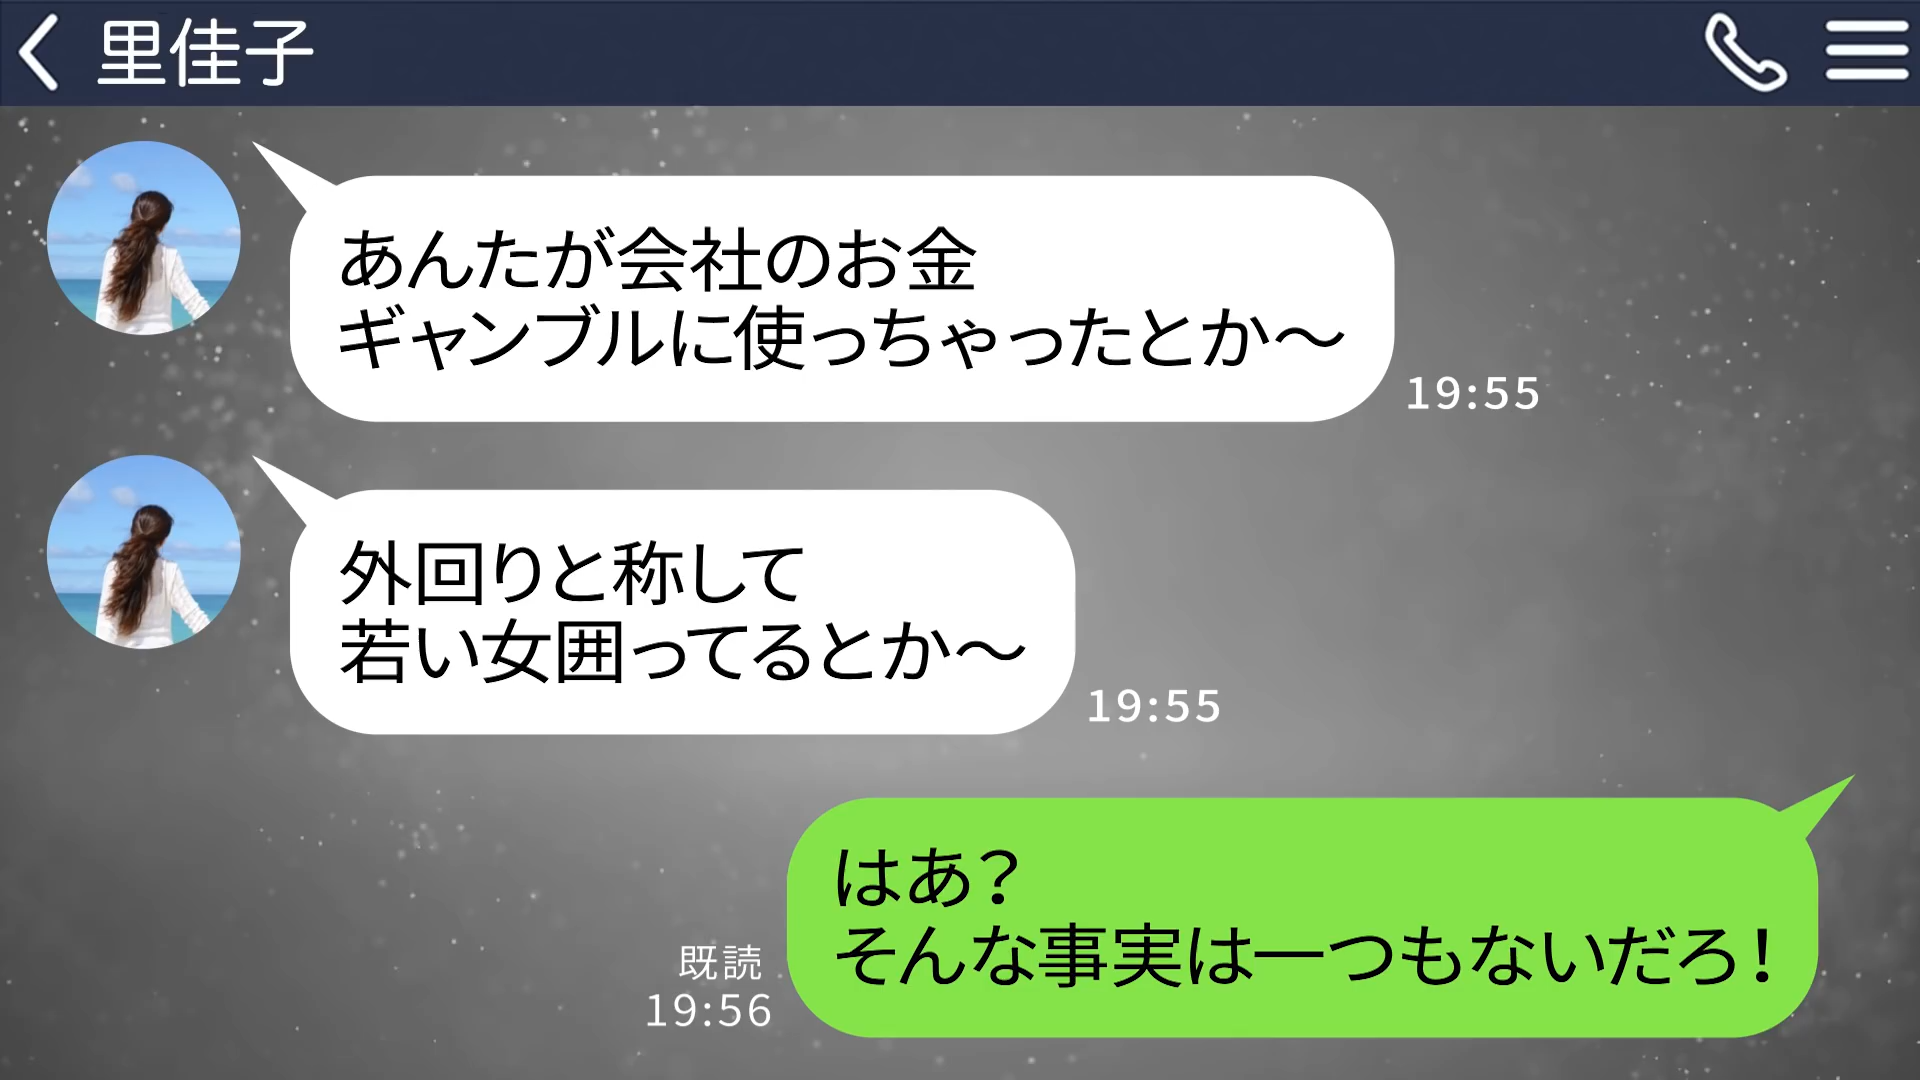 里佳子
あんたが会社のお金
ギャンブルに使っちゃったとか～
19:55
外回りと称して
若い女囲ってるとか～
19:55
はあ？
そんな事実は一つもないだろ！
既読
19:56